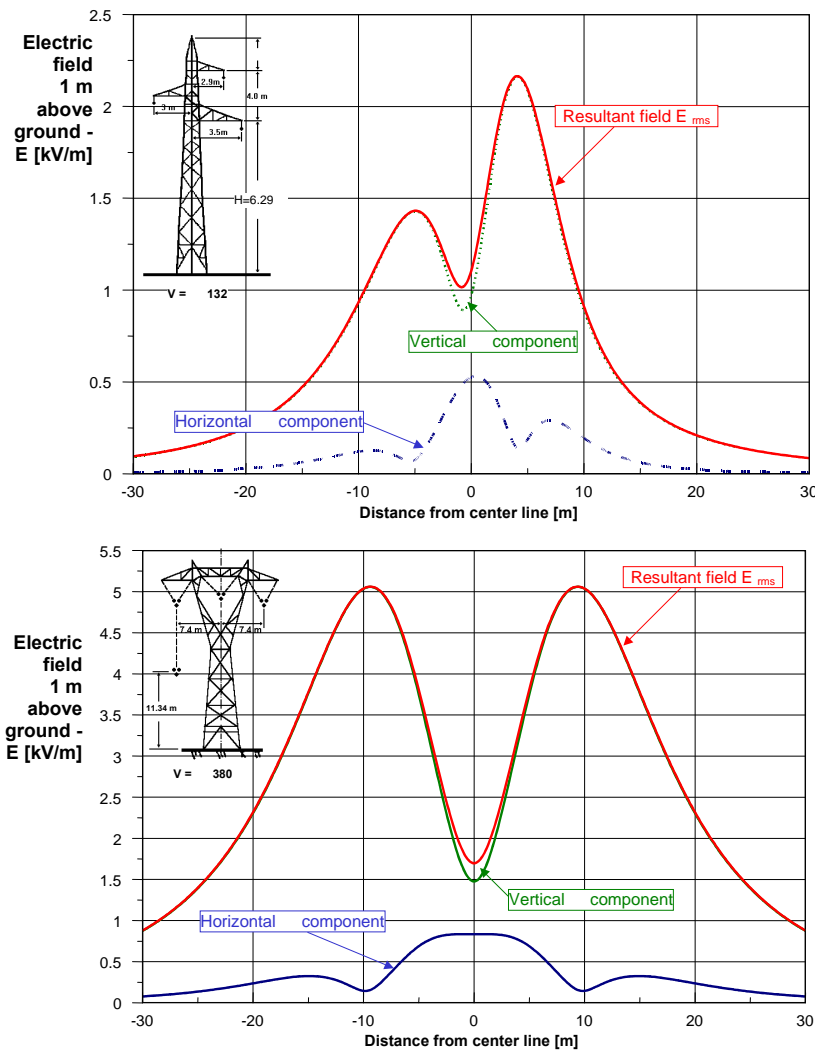 Electric
field
1 m
above
ground -
E [kV/m]
2.5
2
1.5
1
0.5
0
2.9m
4.0 m
3 m
3.5m
H=6.29
V = 132
Resultant field E rms
Vertical component
Horizontal component
-30 -20 -10 0 10 20 30
Distance from center line [m]
Electric
field
1 m
above
ground -
E [kV/m]
5.5
5
4.5
4
3.5
3
2.5
2
1.5
1
0.5
0
7.4 m 7.4 m
11.34 m
V = 380
Resultant field E rms
Vertical component
Horizontal component
-30 -20 -10 0 10 20 30
Distance from center line [m]